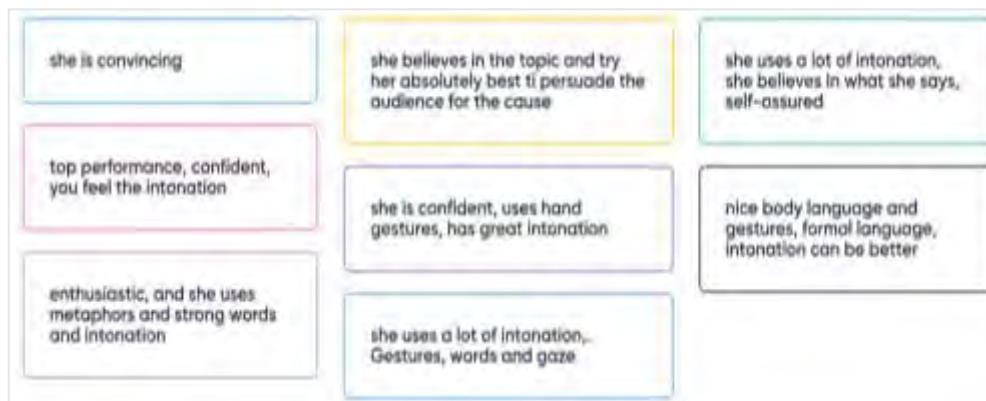 she is convincing
top performance, confident,
you feel the intonation
enthusiastic, and she uses
metaphors and strong words
and intonation
she believes in the topic and try
her absolutely best ti persuade the
audience for the cause
she is confident, uses hand
gestures, has great intonation
she uses a lot of intonation,.
Gestures, words and gaze
she uses a lot of intonation,
she believes in what she says,
self-assured
nice body language and
gestures, formal language,
intonation can be better